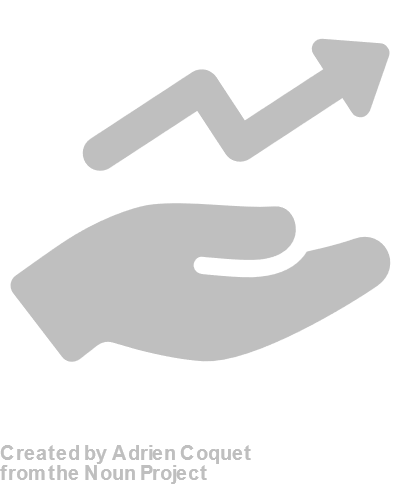 Created by Adrien Coquet
from the Noun Project